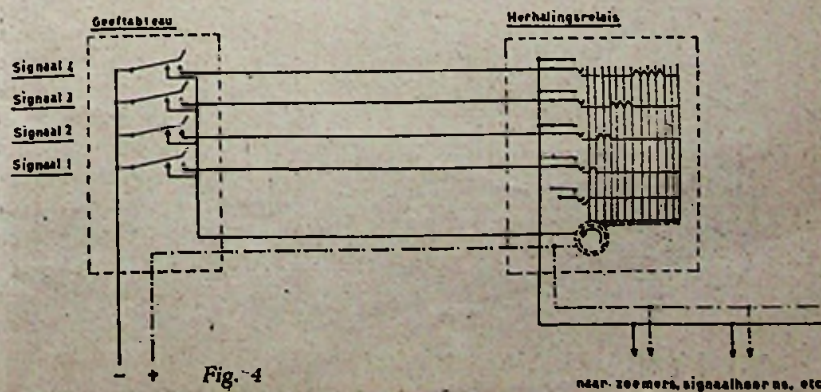 Geeftableau
Herhalingsrelais
Signaal 4
Signaal 3
Signaal 2
Signaal 1
- +
Fig. 4
naar zoemers, signaalhoorns, etc